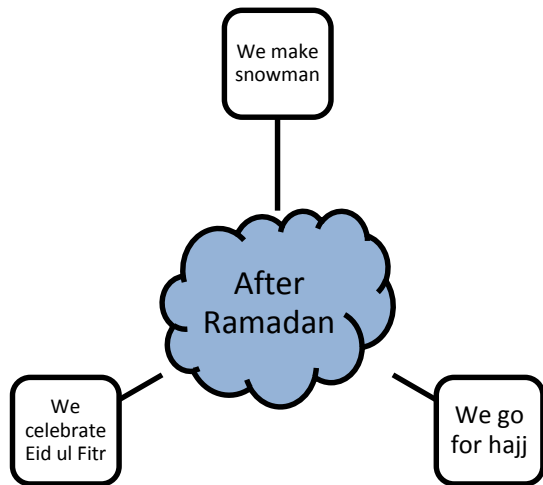 We make
snowman
After
Ramadan
We
celebrate
Eid ul Fitr
We go
for hajj